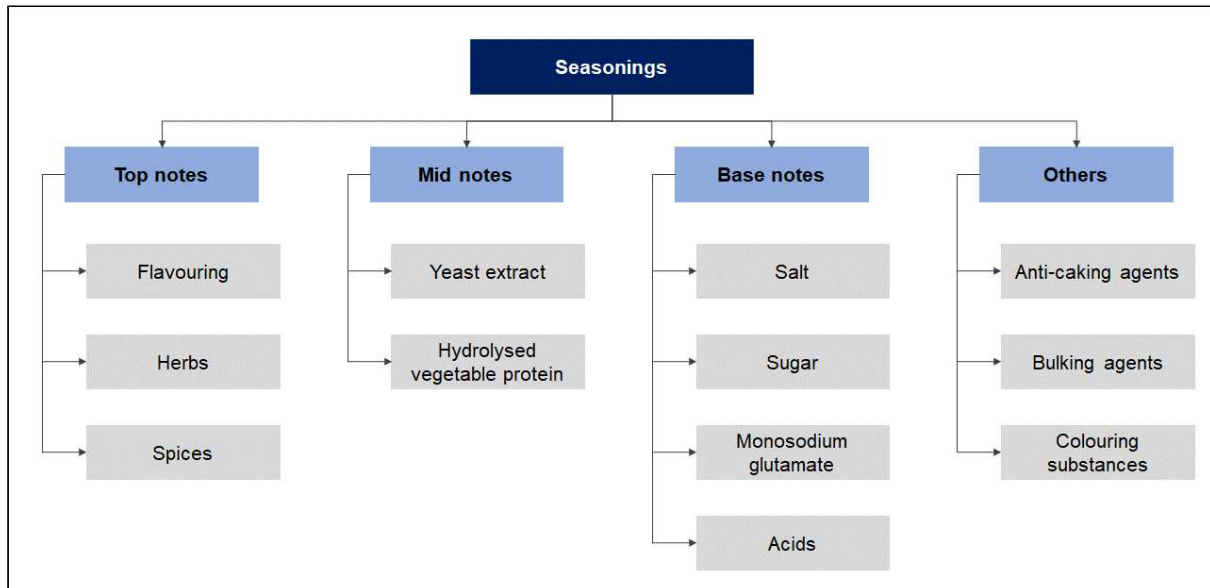 Seasonings
Top notes
Flavouring
Herbs
Spices
Mid notes
Yeast extract
Hydrolysed
vegetable protein
Base notes
Salt
Sugar
Monosodium
glutamate
Acids
Others
Anti-caking agents
Bulking agents
Colouring
substances